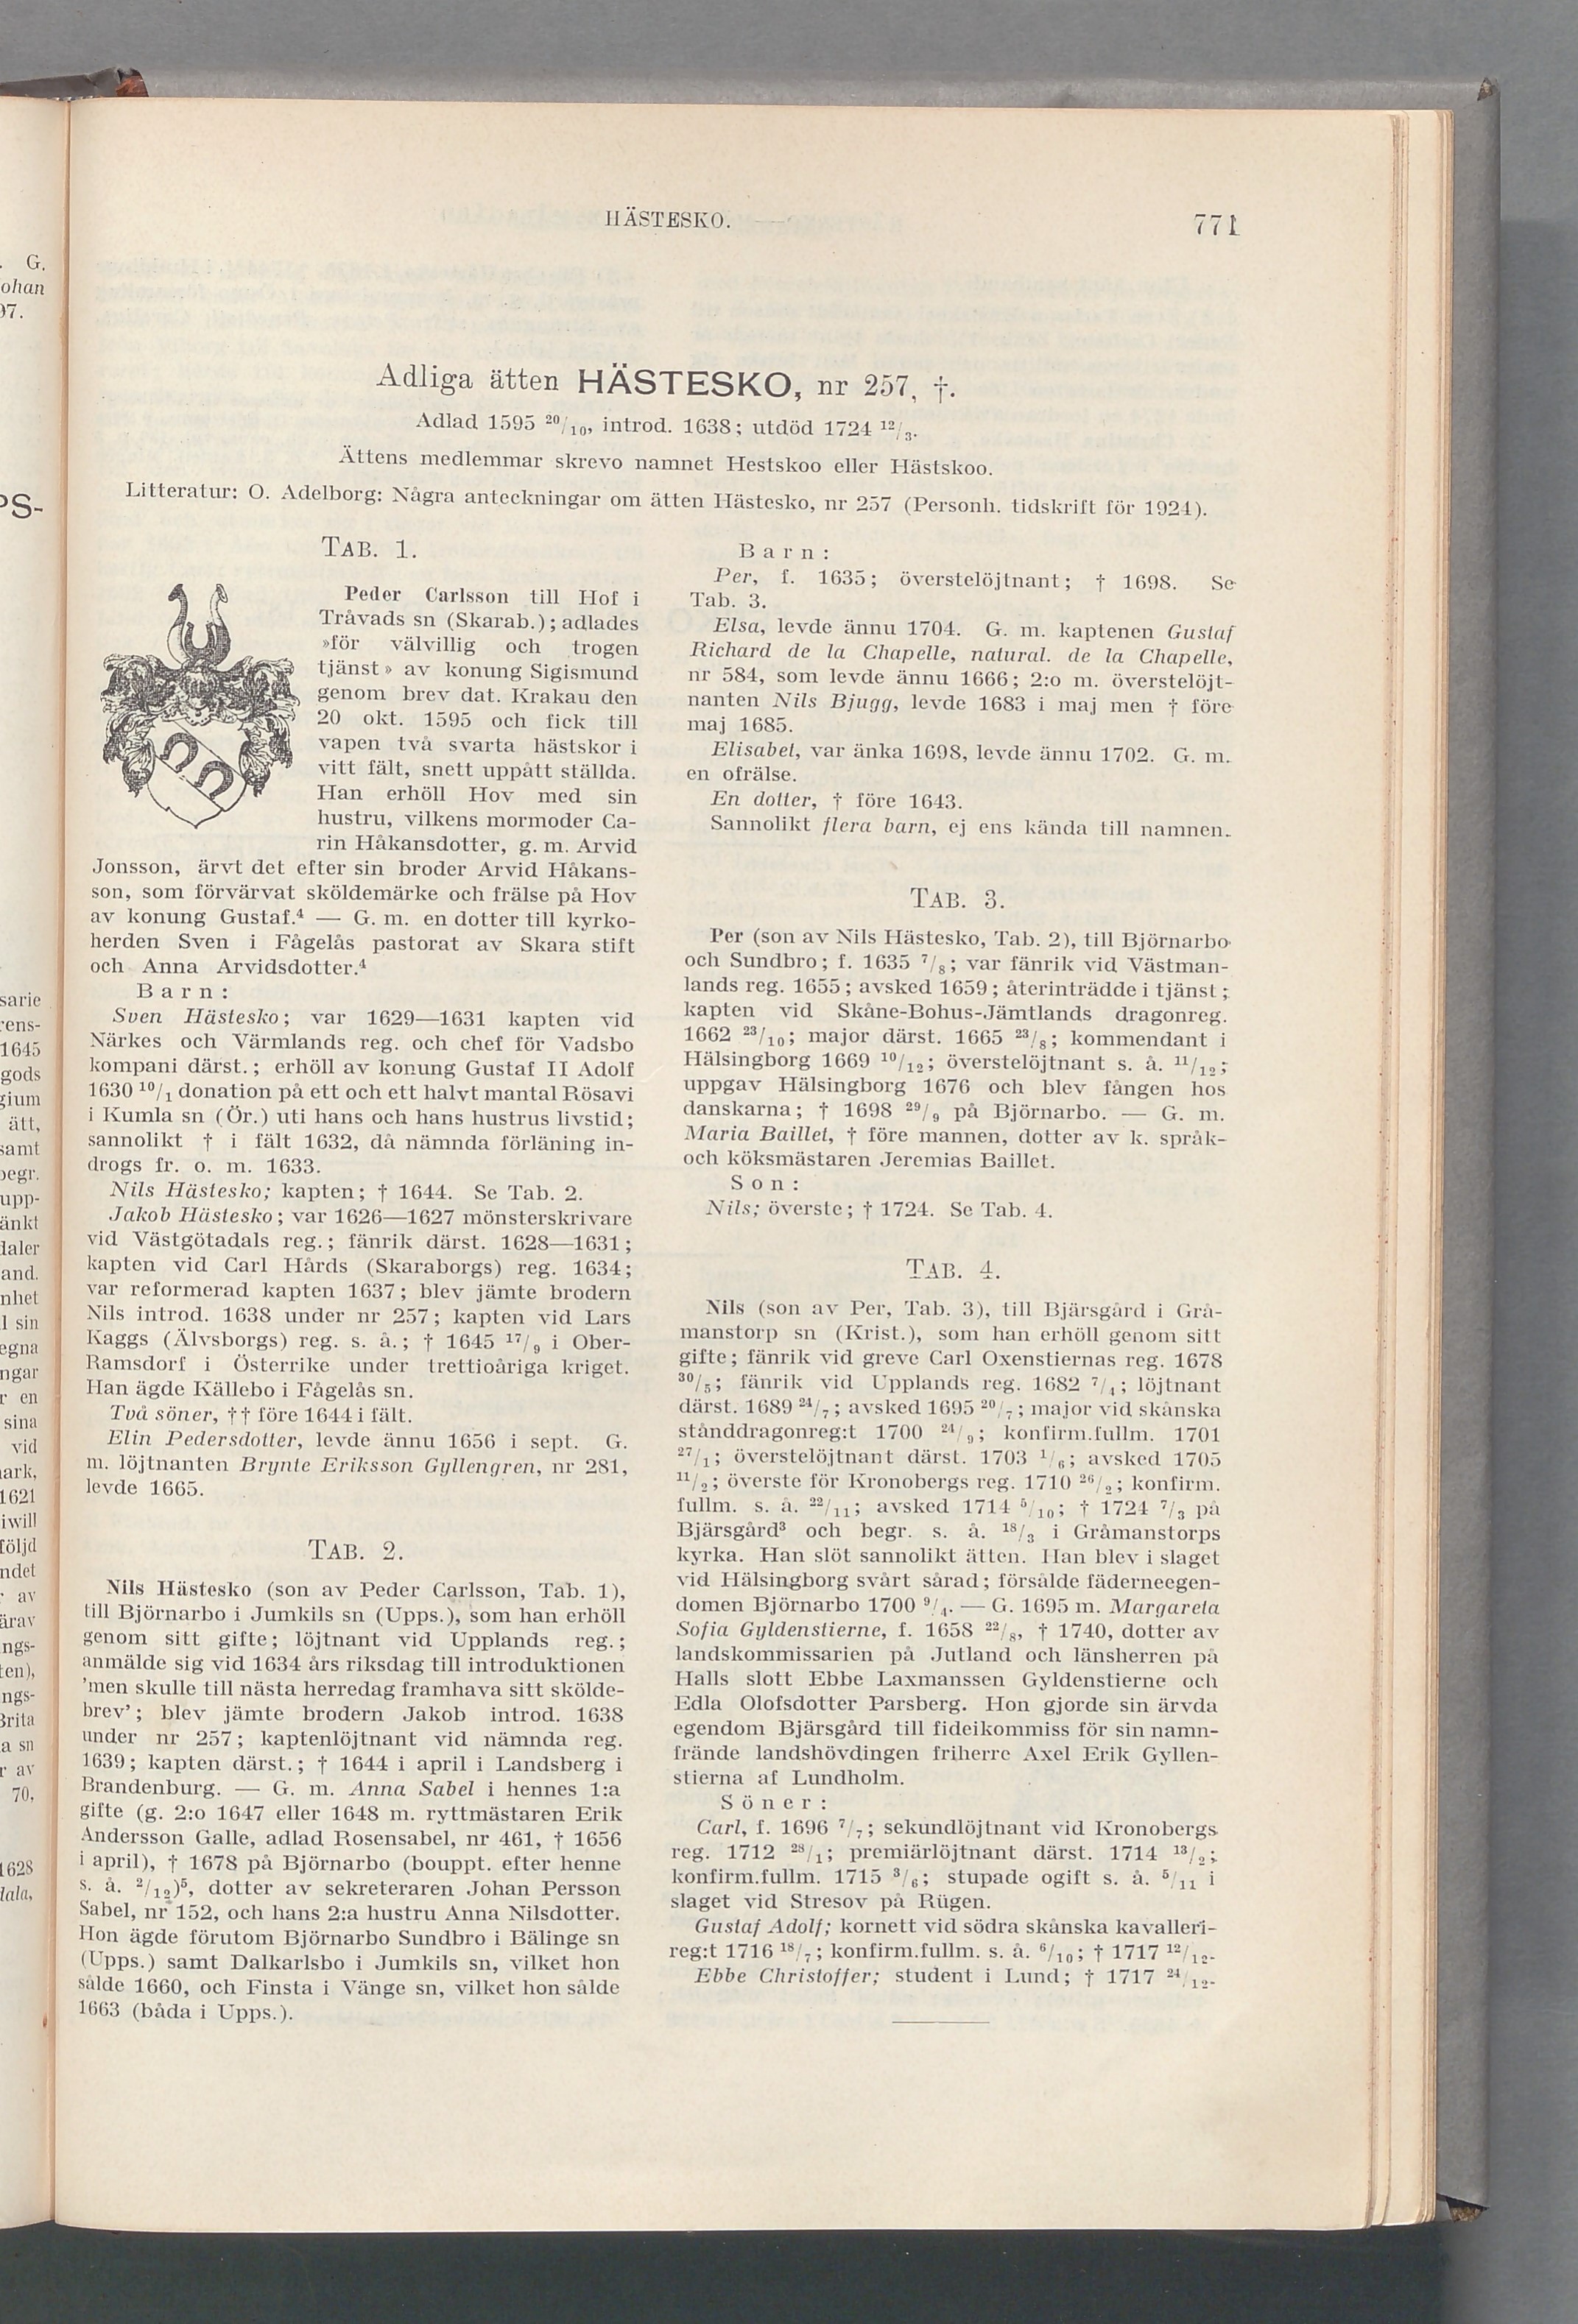 HÄSTESKO.
771
Adliga ätten HÄSTESKO, nr 257, †.
Adlad 1595 20/10, introd. 1638; utdöd 1724 12/3.
Ättens medlemmar skrevo namnet Hestskoo eller Hästskoo.
Litteratur: O. Adelborg: Några anteckningar om ätten Hästesko, nr 257 (Personh. tidskrift för 1924).
TAB. 1.
Peder Carlsson till Hof i
Tråvads sn (Skarab.); adlades
»för välvillig och trogen
tjänst» av konung Sigismund
genom brev dat. Krakau den
20 okt. 1595 och fick till
vapen två svarta hästskor i
vitt fält, snett uppått ställda.
Han erhöll Hov med sin
hustru, vilkens mormoder Ca-
rin Håkansdotter, g. m. Arvid
Jonsson, ärvt det efter sin broder Arvid Håkans-
son, som förvärvat sköldemärke och frälse på Hov
av konung Gustaf.4 — G. m. en dotter till kyrko-
herden Sven i Fågelås pastorat av Skara stift
och Anna Arvidsdotter.4
Barn:
Sven Hästesko; var 1629—1631 kapten vid
Närkes och Värmlands reg. och chef för Vadsbo
kompani därst.; erhöll av konung Gustaf II Adolf
1630 10/1 donation på ett och ett halvt mantal Rösavi
i Kumla sn (Ör.) uti hans och hans hustrus livstid;
sannolikt † i fält 1632, då nämnda förläning in-
drogs fr. o. m. 1633.
Nils Hästesko; kapten; † 1644. Se Tab. 2.
Jakob Hästesko; var 1626—1627 mönsterskrivare
vid Västgötadals reg.; fänrik därst. 1628—1631;
kapten vid Carl Hårds (Skaraborgs) reg. 1634;
var reformerad kapten 1637; blev jämte brodern
Nils introd. 1638 under nr 257; kapten vid Lars
Kaggs (Älvsborgs) reg. s. å.; † 1645 17/9 i Ober-
Ramsdorf i Österrike under trettioåriga kriget.
Han ägde Källebo i Fågelås sn.
Två söner, †† före 1644 i fält.
Elin Pedersdotter, levde ännu 1656 i sept. G.
m. löjtnanten Brynte Eriksson Gyllengren, nr 281,
levde 1665.
TAB. 2.
Nils Hästesko (son av Peder Carlsson, Tab. 1),
till Björnarbo i Jumkils sn (Upps.), som han erhöll
genom sitt gifte; löjtnant vid Upplands reg.;
anmälde sig vid 1634 års riksdag till introduktionen
'men skulle till nästa herredag framhava sitt skölde-
brev'; blev jämte brodern Jakob introd. 1638
under nr 257; kaptenlöjtnant vid nämnda reg.
1639; kapten därst.; † 1644 i april i Landsberg i
Brandenburg. — G. m. Anna Sabel i hennes 1:a
gifte (g. 2:o 1647 eller 1648 m. ryttmästaren Erik
Andersson Galle, adlad Rosensabel, nr 461, † 1656
i april), † 1678 på Björnarbo (bouppt. efter henne
s. å. 2/12)5, dotter av sekreteraren Johan Persson
Sabel, nr 152, och hans 2:a hustru Anna Nilsdotter.
Hon ägde förutom Björnarbo Sundbro i Bälinge sn
(Upps.) samt Dalkarlsbo i Jumkils sn, vilket hon
sålde 1660, och Finsta i Vänge sn, vilket hon sålde
1663 (båda i Upps.).
Barn:
Per, f. 1635; överstelöjtnant; † 1698. Se
Tab. 3.
Elsa, levde ännu 1704. G. m. kaptenen Gustaf
Richard de la Chapelle, natural. de la Chapelle,
nr 584, som levde ännu 1666; 2:o m. överstelöjt-
nanten Nils Bjugg, levde 1683 i maj men † före
maj 1685.
Elisabet, var änka 1698, levde ännu 1702. G. m.
en ofrälse.
En dotter, † före 1643.
Sannolikt flera barn, ej ens kända till namnen.
TAB. 3.
Per (son av Nils Hästesko, Tab. 2), till Björnarbo
och Sundbro; f. 1635 7/8; var fänrik vid Västman-
lands reg. 1655; avsked 1659; återinträdde i tjänst;
kapten vid Skåne-Bohus-Jämtlands dragonreg.
1662 23/10; major därst. 1665 23/8; kommendant i
Hälsingborg 1669 10/12; överstelöjtnant s. å. 11/12;
uppgav Hälsingborg 1676 och blev fången hos
danskarna; † 1698 29/9 på Björnarbo. — G. m.
Maria Baillet, † före mannen, dotter av k. språk-
och köksmästaren Jeremias Baillet.
Son:
Nils; överste; † 1724. Se Tab. 4.
TAB. 4.
Nils (son av Per, Tab. 3), till Bjärsgård i Grå-
manstorp sn (Krist.), som han erhöll genom sitt
gifte; fänrik vid greve Carl Oxenstiernas reg. 1678
30/5; fänrik vid Upplands reg. 1682 7/4; löjtnant
därst. 1689 24/7; avsked 1695 20/7; major vid skånska
stånddragonreg:t 1700 24/9; konfirm.fullm. 1701
27/1; överstelöjtnant därst. 1703 1/6; avsked 1705
11/2; överste för Kronobergs reg. 1710 26/2; konfirm.
fullm. s. å. 22/11; avsked 1714 5/10; † 1724 7/3 på
Bjärsgård3 och begr. s. å. 18/3 i Gråmanstorps
kyrka. Han slöt sannolikt ätten. Han blev i slaget
vid Hälsingborg svårt sårad; försålde fäderneegen-
domen Björnarbo 1700 9/4. — G. 1695 m. Margareta
Sofia Gyldenstierne, f. 1658 22/8, † 1740, dotter av
landskommissarien på Jutland och länsherren på
Halls slott Ebbe Laxmanssen Gyldenstierne och
Edla Olofsdotter Parsberg. Hon gjorde sin ärvda
egendom Bjärsgård till fideikommiss för sin namn-
frände landshövdingen friherre Axel Erik Gyllen-
stierna af Lundholm.
Söner:
Carl, f. 1696 7/7; sekundlöjtnant vid Kronobergs
reg. 1712 28/1; premiärlöjtnant därst. 1714 13/2;
konfirm.fullm. 1715 3/6; stupade ogift s. å. 5/11 i
slaget vid Stresov på Rügen.
Gustaf Adolf; kornett vid södra skånska kavalleri-
reg:t 1716 18/7; konfirm.fullm. s. å. 6/10; † 1717 12/12.
Ebbe Christoffer; student i Lund; † 1717 24/12.